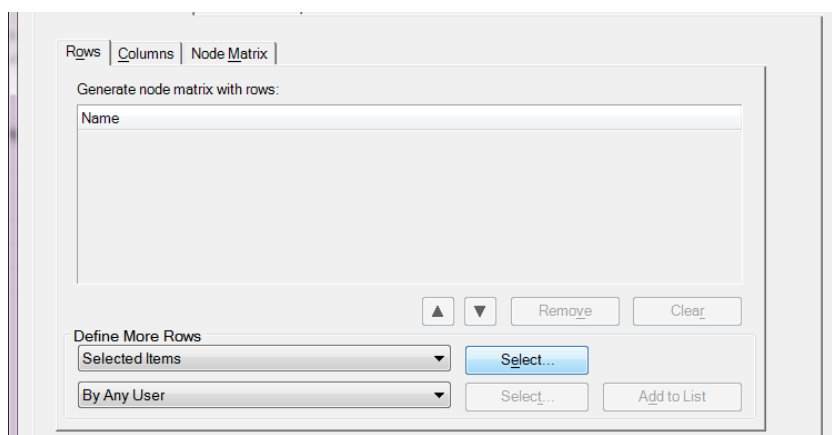 Rows Columns Node Matrix
Generate node matrix with rows:
Name
Remove Clear
Define More Rows
Selected Items Select...
By Any User Select... Add to List